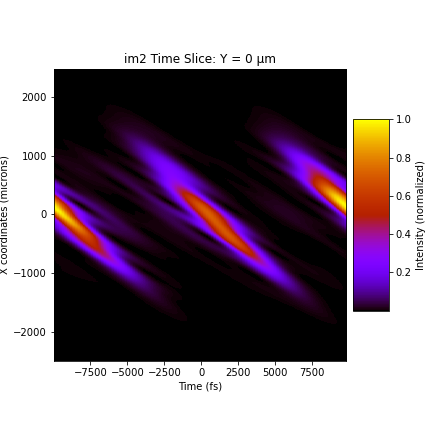 im2 Time Slice: Y = 0 μm
2000
1000
0
−1000
−2000
X coordinates (microns)
−7500 −5000 −2500 0 2500 5000 7500
Time (fs)
1.0
0.8
0.6
0.4
0.2
Intensity (normalized)